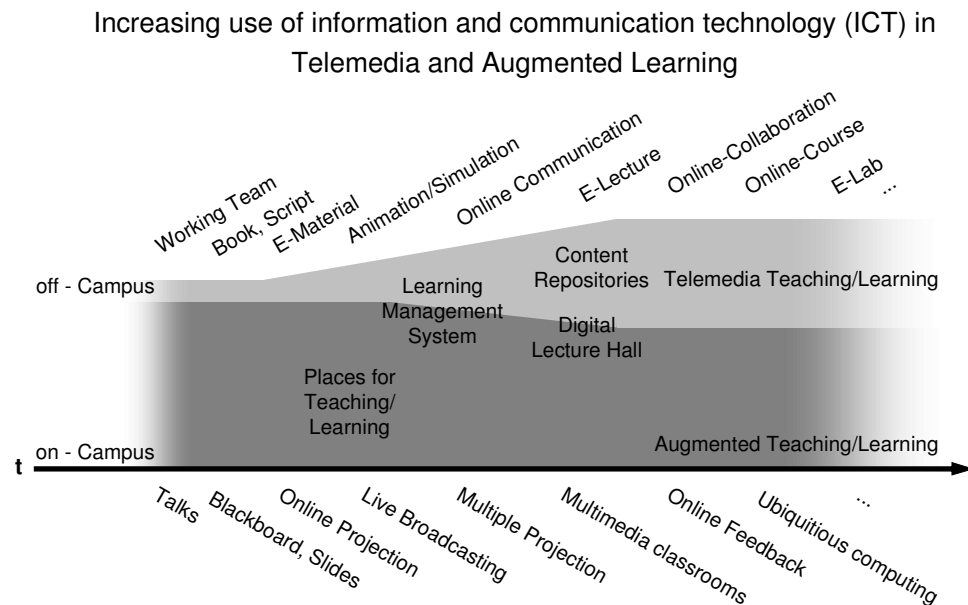 Increasing use of information and communication technology (ICT) in
Telemedia and Augmented Learning
Working Team
Book, Script
E-Material
Animation/Simulation
Online Communication
E-Lecture
Online-Collaboration
Online-Course
E-Lab
...
off - Campus
Learning
Management
System
Content
Repositories
Telemedia Teaching/Learning
Digital
Lecture Hall
Places for
Teaching/
Learning
on - Campus
Augmented Teaching/Learning
t
Talks
Blackboard, Slides
Online Projection
Live Broadcasting
Multiple Projection
Multimedia classrooms
Online Feedback
Ubiquitious computing
...